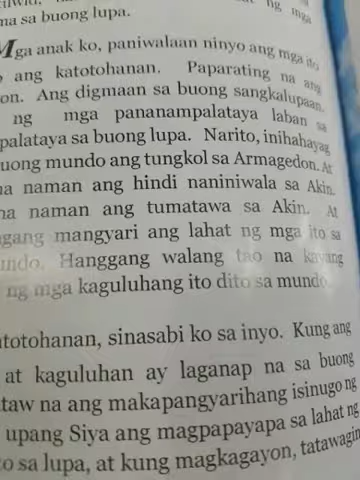 ng mga
na sa buong lupa.
Mga anak ko, paniwalaan ninyo ang mga ito
ang katotohanan. Paparating na ang
on. Ang digmaan sa buong sangkalupaan.
ng mga pananampalataya laban sa
palataya sa buong lupa. Narito, inihahayag
uong mundo ang tungkol sa Armagedon. At
na naman ang hindi naniniwala sa Akin.
na naman ang tumatawa sa Akin. At
gang mangyari ang lahat ng mga ito sa
undo. Hanggang walang tao na kayang
ng mga kaguluhang ito dito sa mundo
atotohanan, sinasabi ko sa inyo. Kung ang
at kaguluhan ay laganap na sa buong
taw na ang makapangyarihang isinugo ng
upang Siya ang magpapayapa sa lahat ng
o sa lupa, at kung magkagayon, tatawagin